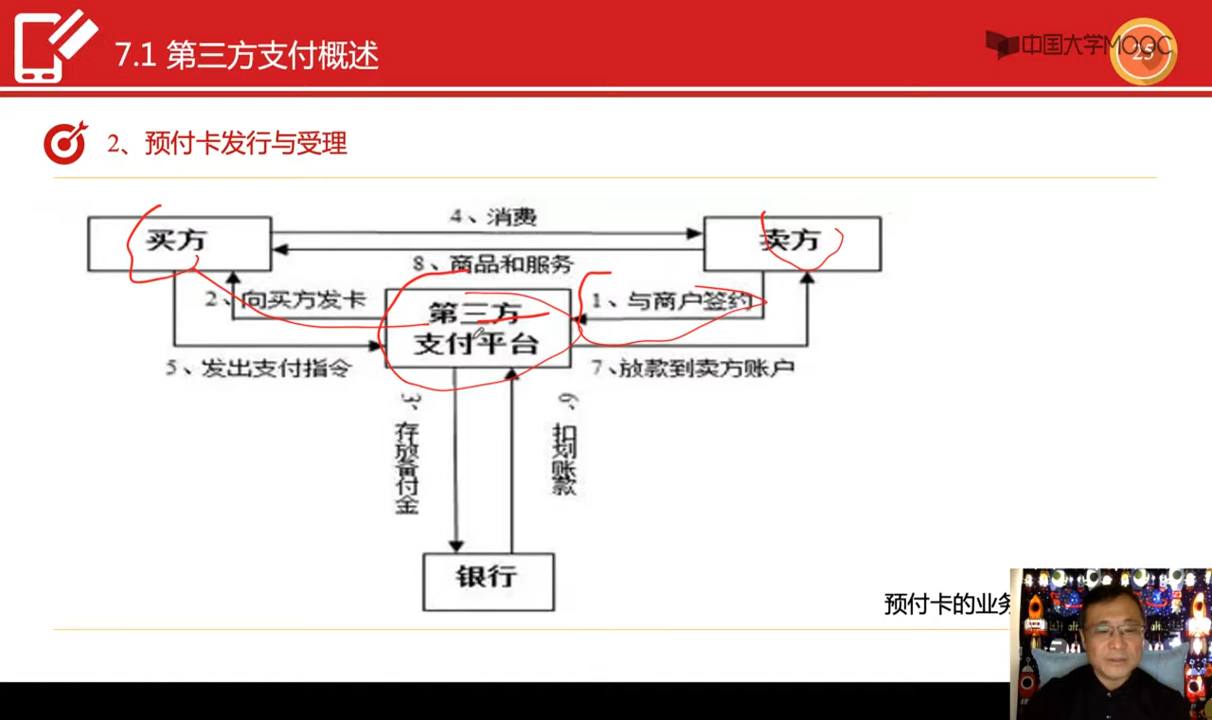 7.1 第三方支付概述
中国大学MOOC
25
2、预付卡发行与受理
4、消费
买方
卖方
8、商品和服务
2、向买方发卡
1、与商户签约
第三方
支付平台
5、发出支付指令
7、放款到卖方账户
3、存放备付金
6、扣划账款
银行
预付卡的业务